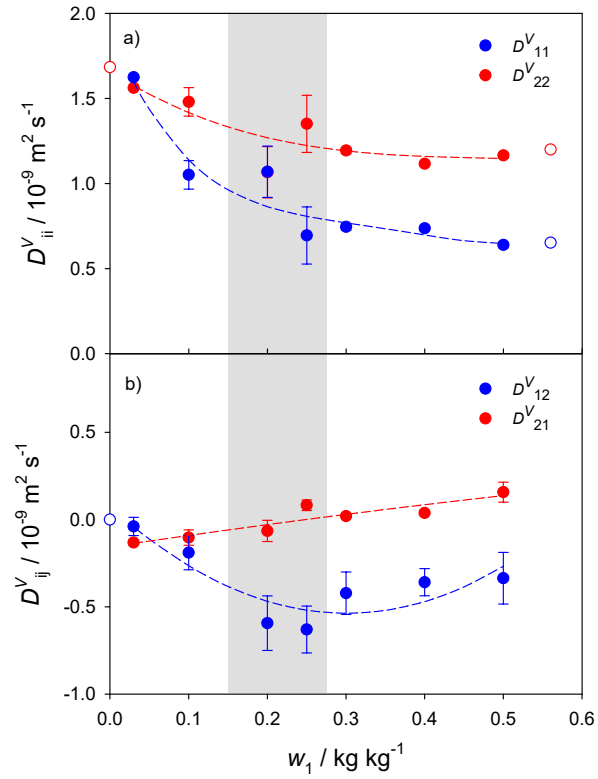 a)
D^V_11
D^V_22
2.0
1.5
1.0
0.5
0.0
D^V_ii / 10^-9 m^2 s^-1
b)
D^V_12
D^V_21
0.5
0.0
-0.5
-1.0
D^V_ij / 10^-9 m^2 s^-1
0.0 0.1 0.2 0.3 0.4 0.5 0.6
w_1 / kg kg^-1